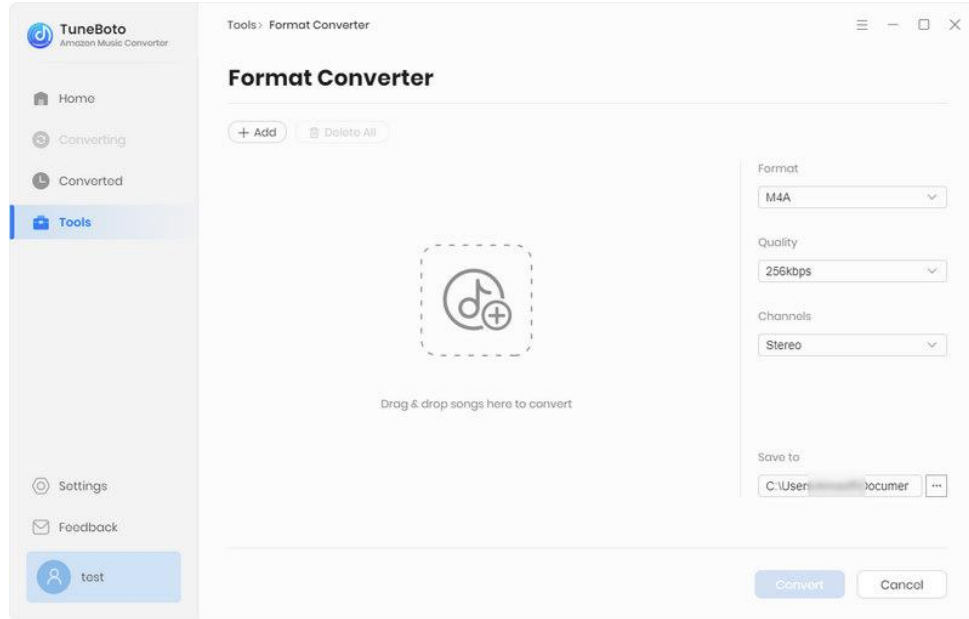 TuneBoto
Amazon Music Converter
Home
Converting
Converted
Tools
Settings
Feedback
test
Tools› Format Converter
Format Converter
+ Add
Delete All
Drag & drop songs here to convert
Format
M4A
Quality
256kbps
Channels
Stereo
Save to
C:\User ocumer
...
Convert
Cancel